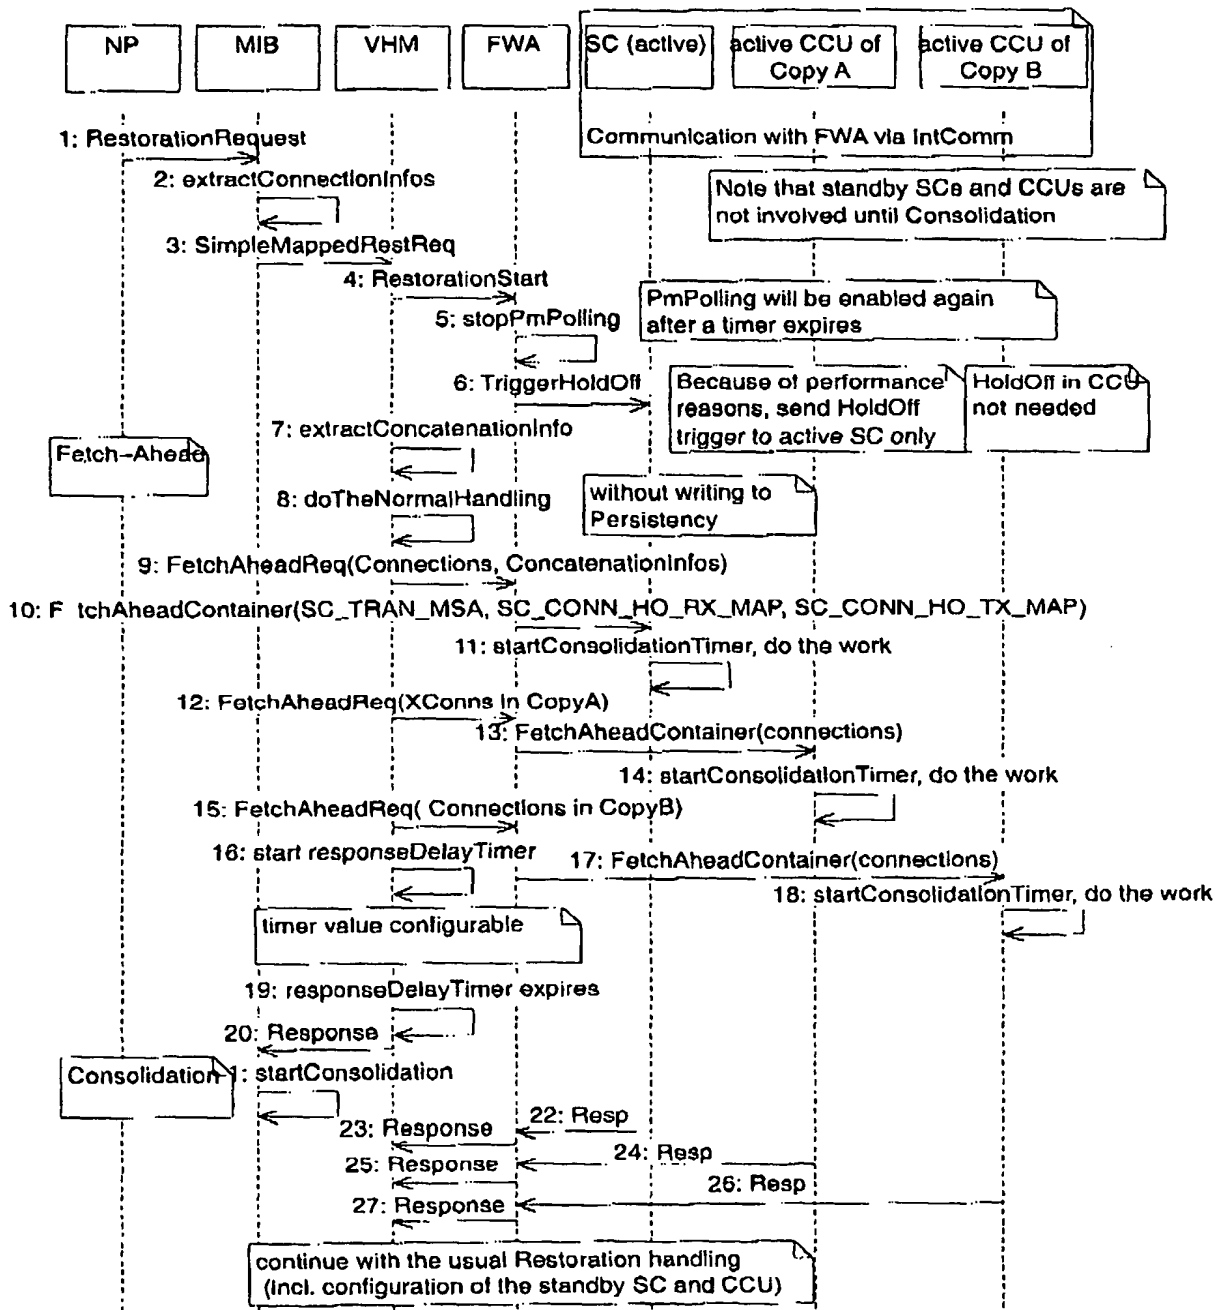 NP
MIB
VHM
FWA
SC (active)
active CCU of
Copy A
active CCU of
Copy B
Communication with FWA via IntComm
1: RestorationRequest
2: extractConnectionInfos
Note that standby SCs and CCUs are
not involved until Consolidation
3: SimpleMappedRestReq
4: RestorationStart
PmPolling will be enabled again
after a timer expires
5: stopPmPolling
6: TriggerHoldOff
Because of performance
reasons, send HoldOff
trigger to active SC only
HoldOff in CCU
not needed
7: extractConcatenationInfo
Fetch-Ahead
8: doTheNormalHandling
without writing to
Persistency
9: FetchAheadReq(Connections, ConcatenationInfos)
10: F tchAheadContainer(SC_TRAN_MSA, SC_CONN_HO_RX_MAP, SC_CONN_HO_TX_MAP)
11: startConsolidationTimer, do the work
12: FetchAheadReq(XConns in CopyA)
13: FetchAheadContainer(connections)
14: startConsolidationTimer, do the work
15: FetchAheadReq( Connections in CopyB)
16: start responseDelayTimer
17: FetchAheadContainer(connections)
18: startConsolidationTimer, do the work
timer value configurable
19: responseDelayTimer expires
20: Response
Consolidation
1: startConsolidation
22: Resp
23: Response
24: Resp
25: Response
26: Resp
27: Response
continue with the usual Restoration handling
(incl. configuration of the standby SC and CCU)